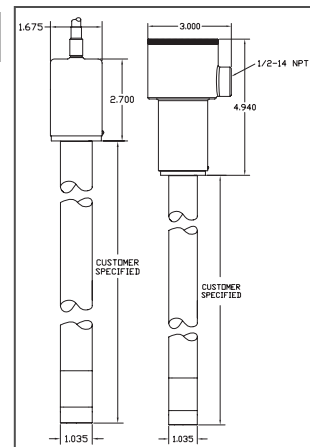 1.675
2.700
CUSTOMER
SPECIFIED
1.035
3.000
1/2-14 NPT
4.940
CUSTOMER
SPECIFIED
1.035